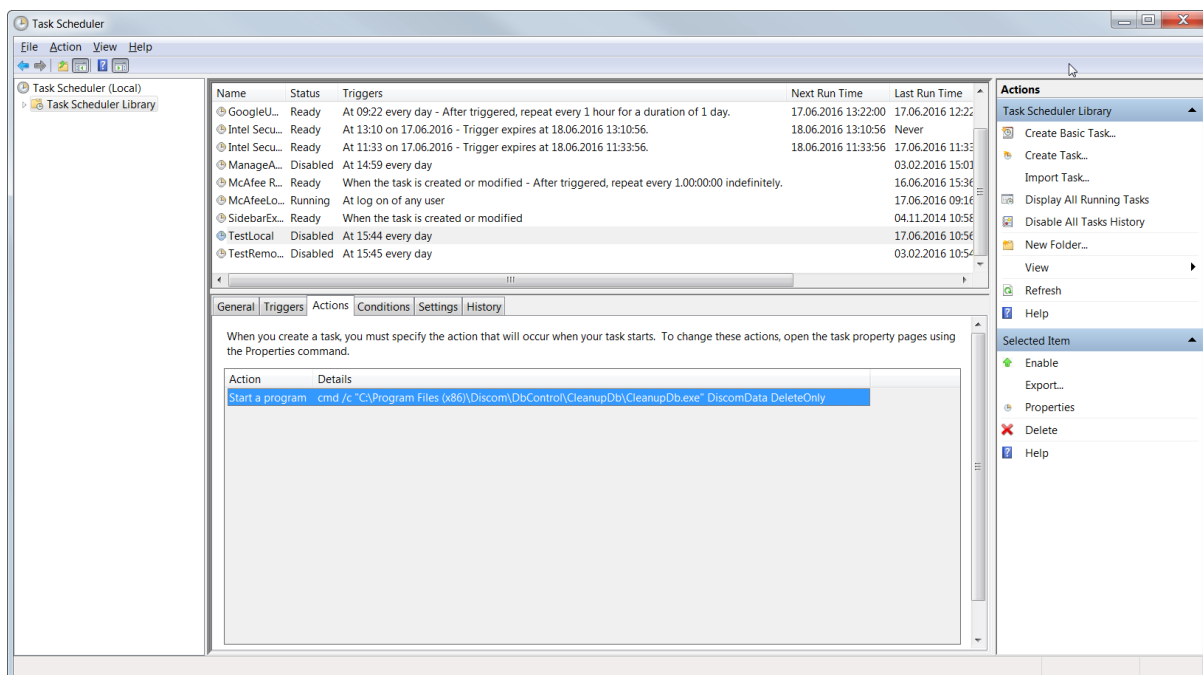 Task Scheduler
File Action View Help
Task Scheduler (Local)
Task Scheduler Library
Name Status Triggers Next Run Time Last Run Time
GoogleU... Ready At 09:22 every day - After triggered, repeat every 1 hour for a duration of 1 day. 17.06.2016 13:22:00 17.06.2016 12:22
Intel Secu... Ready At 13:10 on 17.06.2016 - Trigger expires at 18.06.2016 13:10:56. 18.06.2016 13:10:56 Never
Intel Secu... Ready At 11:33 on 17.06.2016 - Trigger expires at 18.06.2016 11:33:56. 18.06.2016 11:33:56 17.06.2016 11:33
ManageA... Disabled At 14:59 every day 03.02.2016 15:01
McAfee R... Ready When the task is created or modified - After triggered, repeat every 1.00:00:00 indefinitely. 16.06.2016 15:36
McAfeeLo... Running At log on of any user 17.06.2016 09:16
SidebarEx... Ready When the task is created or modified 04.11.2014 10:58
TestLocal Disabled At 15:44 every day 17.06.2016 10:56
TestRemo... Disabled At 15:45 every day 03.02.2016 10:54
General Triggers Actions Conditions Settings History
When you create a task, you must specify the action that will occur when your task starts. To change these actions, open the task property pages using
the Properties command.
Action Details
Start a program cmd /c "C:\Program Files (x86)\Discom\DbControl\CleanupDb\CleanupDb.exe" DiscomData DeleteOnly
Actions
Task Scheduler Library
Create Basic Task...
Create Task...
Import Task...
Display All Running Tasks
Disable All Tasks History
New Folder...
View
Refresh
Help
Selected Item
Enable
Export...
Properties
Delete
Help